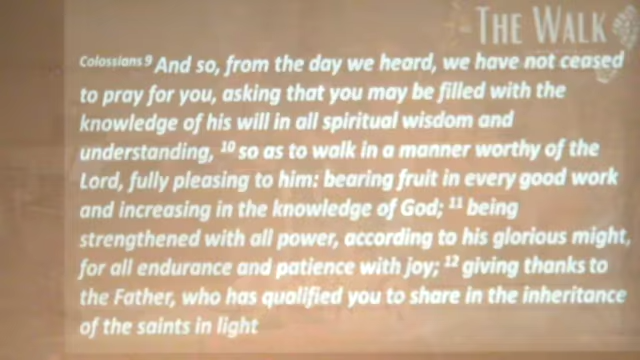 THE WALK
Colossians 9 And so, from the day we heard, we have not ceased
to pray for you, asking that you may be filled with the
knowledge of his will in all spiritual wisdom and
understanding, 10 so as to walk in a manner worthy of the
Lord, fully pleasing to him: bearing fruit in every good work
and increasing in the knowledge of God; 11 being
strengthened with all power, according to his glorious might,
for all endurance and patience with joy; 12 giving thanks to
the Father, who has qualified you to share in the inheritance
of the saints in light